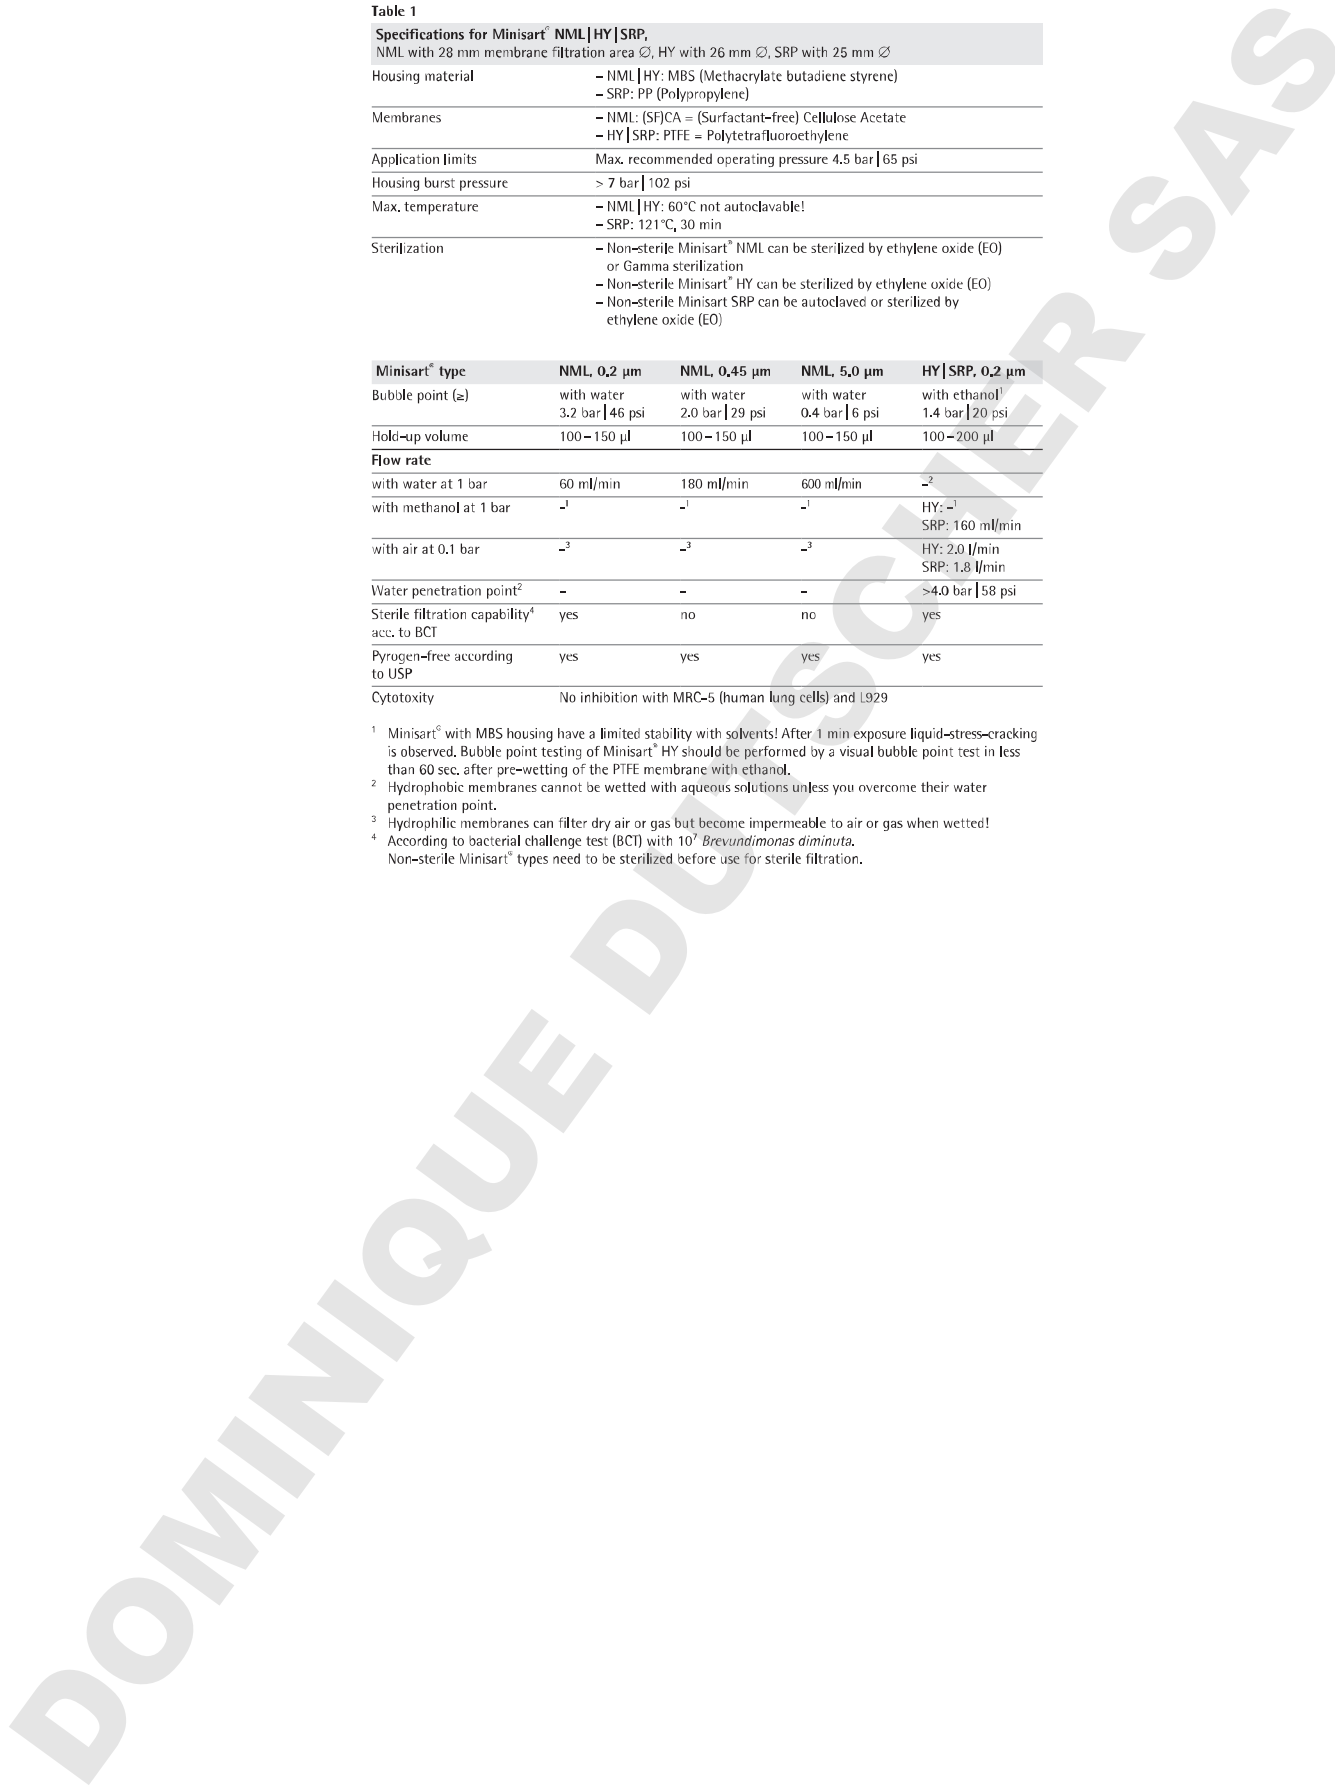 Table 1
Specifications for Minisart® NML|HY|SRP,
NML with 28 mm membrane filtration area ∅, HY with 26 mm ∅, SRP with 25 mm ∅
Housing material – NML|HY: MBS (Methacrylate butadiene styrene)
– SRP: PP (Polypropylene)
Membranes – NML: (SF)CA = (Surfactant-free) Cellulose Acetate
– HY|SRP: PTFE = Polytetrafluoroethylene
Application limits Max. recommended operating pressure 4.5 bar|65 psi
Housing burst pressure > 7 bar|102 psi
Max. temperature – NML|HY: 60°C not autoclavable!
– SRP: 121°C, 30 min
Sterilization – Non-sterile Minisart® NML can be sterilized by ethylene oxide (EO)
or Gamma sterilization
– Non-sterile Minisart® HY can be sterilized by ethylene oxide (EO)
– Non-sterile Minisart SRP can be autoclaved or sterilized by
ethylene oxide (EO)
Minisart® type NML, 0.2 µm NML, 0.45 µm NML, 5.0 µm HY|SRP, 0.2 µm
Bubble point (≥) with water with water with water with ethanol¹
3.2 bar|46 psi 2.0 bar|29 psi 0.4 bar|6 psi 1.4 bar|20 psi
Hold-up volume 100–150 µl 100–150 µl 100–150 µl 100–200 µl
Flow rate
with water at 1 bar 60 ml/min 180 ml/min 600 ml/min –²
with methanol at 1 bar –¹ –¹ –¹ HY: –¹
SRP: 160 ml/min
with air at 0.1 bar –³ –³ –³ HY: 2.0 l/min
SRP: 1.8 l/min
Water penetration point² – – – >4.0 bar|58 psi
Sterile filtration capability⁴ yes no no yes
acc. to BCT
Pyrogen-free according yes yes yes yes
to USP
Cytotoxity No inhibition with MRC-5 (human lung cells) and L929
¹ Minisart® with MBS housing have a limited stability with solvents! After 1 min exposure liquid-stress-cracking
is observed. Bubble point testing of Minisart® HY should be performed by a visual bubble point test in less
than 60 sec. after pre-wetting of the PTFE membrane with ethanol.
² Hydrophobic membranes cannot be wetted with aqueous solutions unless you overcome their water
penetration point.
³ Hydrophilic membranes can filter dry air or gas but become impermeable to air or gas when wetted!
⁴ According to bacterial challenge test (BCT) with 10⁷ Brevundimonas diminuta.
Non-sterile Minisart® types need to be sterilized before use for sterile filtration.
DOMINIQUE DUTSCHER SAS